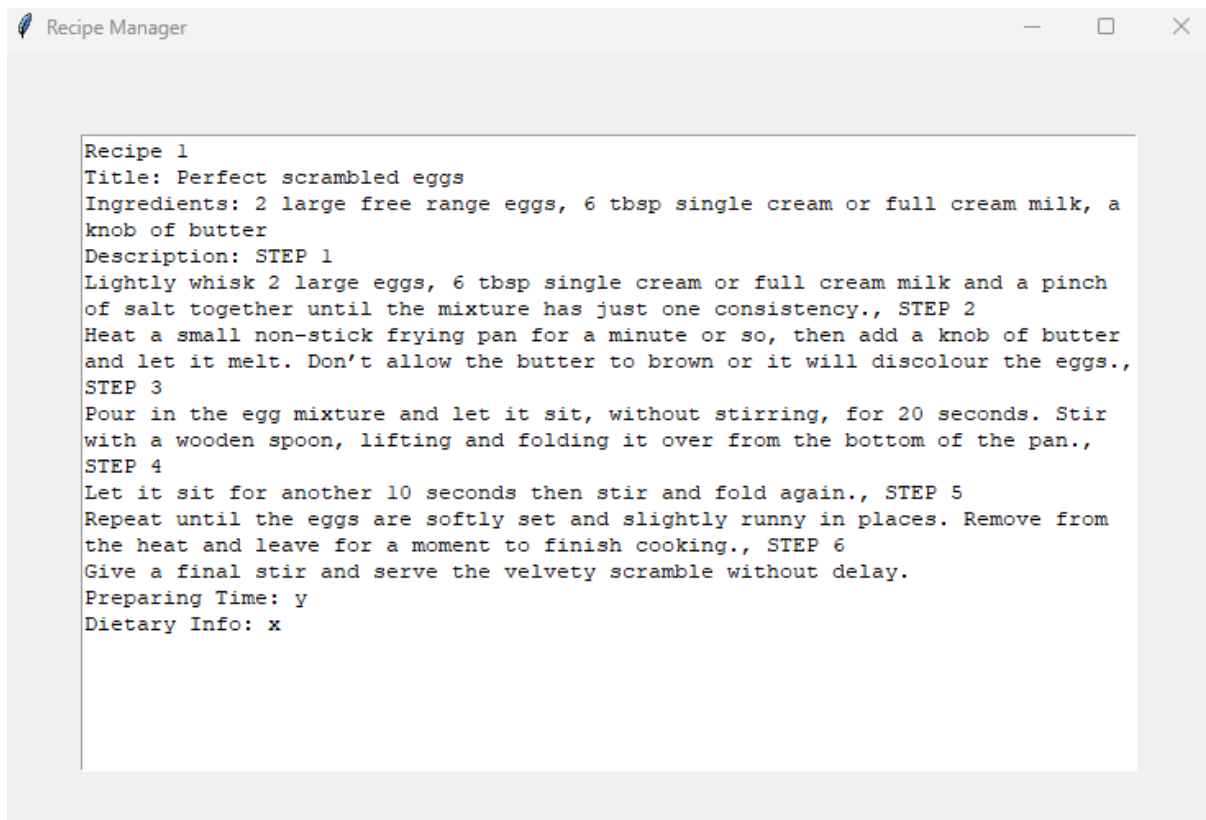 Recipe Manager
Recipe 1
Title: Perfect scrambled eggs
Ingredients: 2 large free range eggs, 6 tbsp single cream or full cream milk, a
knob of butter
Description: STEP 1
Lightly whisk 2 large eggs, 6 tbsp single cream or full cream milk and a pinch
of salt together until the mixture has just one consistency., STEP 2
Heat a small non-stick frying pan for a minute or so, then add a knob of butter
and let it melt. Don’t allow the butter to brown or it will discolour the eggs.,
STEP 3
Pour in the egg mixture and let it sit, without stirring, for 20 seconds. Stir
with a wooden spoon, lifting and folding it over from the bottom of the pan.,
STEP 4
Let it sit for another 10 seconds then stir and fold again., STEP 5
Repeat until the eggs are softly set and slightly runny in places. Remove from
the heat and leave for a moment to finish cooking., STEP 6
Give a final stir and serve the velvety scramble without delay.
Preparing Time: y
Dietary Info: x